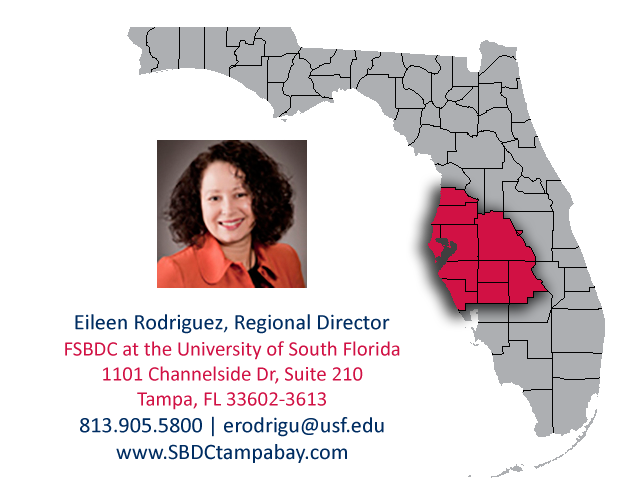 Eileen Rodriguez, Regional Director
FSBDC at the University of South Florida
1101 Channelside Dr, Suite 210
Tampa, FL 33602-3613
813.905.5800 | erodrigu@usf.edu
www.SBDCtampabay.com